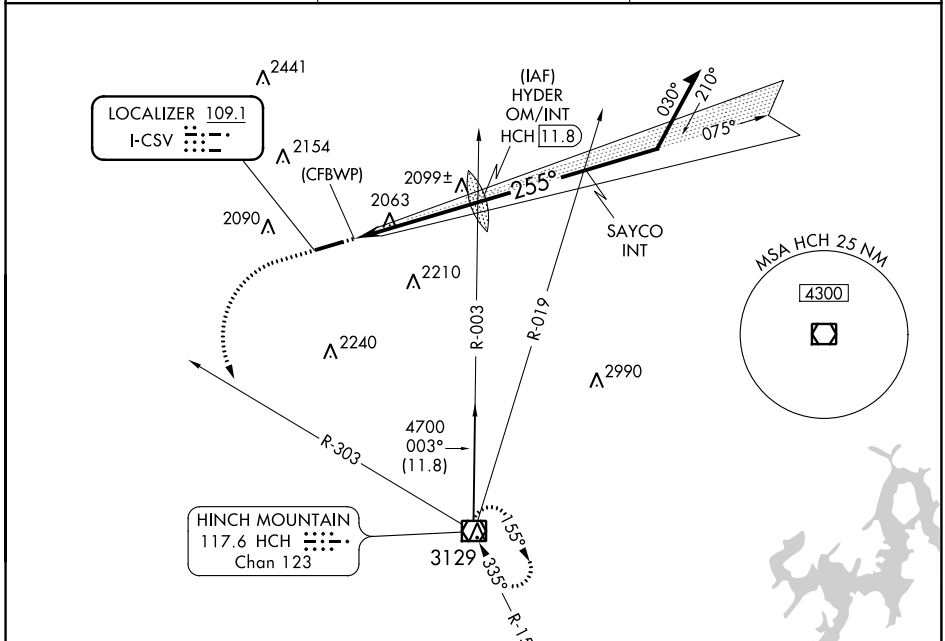 2441
LOCALIZER 109.1
I-CSV
2154
(CFBWP)
2090
2063
2099±
(IAF)
HYDER
OM/INT
HCH 11.8
255°
030°
210°
075°
SAYCO
INT
MSA HCH 25 NM
4300
2210
2240
2990
R-003
R-019
4700
003°
(11.8)
R-303
HINCH MOUNTAIN
117.6 HCH
Chan 123
3129
155°
335°